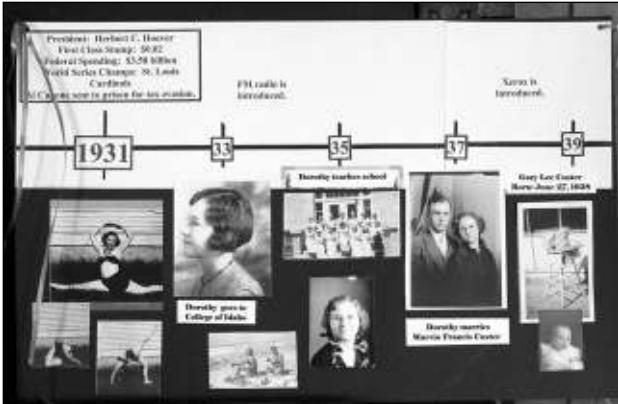 President: Herbert C. Hoover
First Class Stamp: $0.02
Federal Spending: $3.58 billion
World Series Champs: St. Louis
Cardinals
Al Capone sent to prison for tax evasion.
FM radio is
introduced.
Xerox is
introduced.
1931
33
35
37
39
Dorothy teaches school
Gary Lee Custer
Born June 27, 1938
Dorothy goes to
College of Idaho
Dorothy marries
Marvin Francis Custer